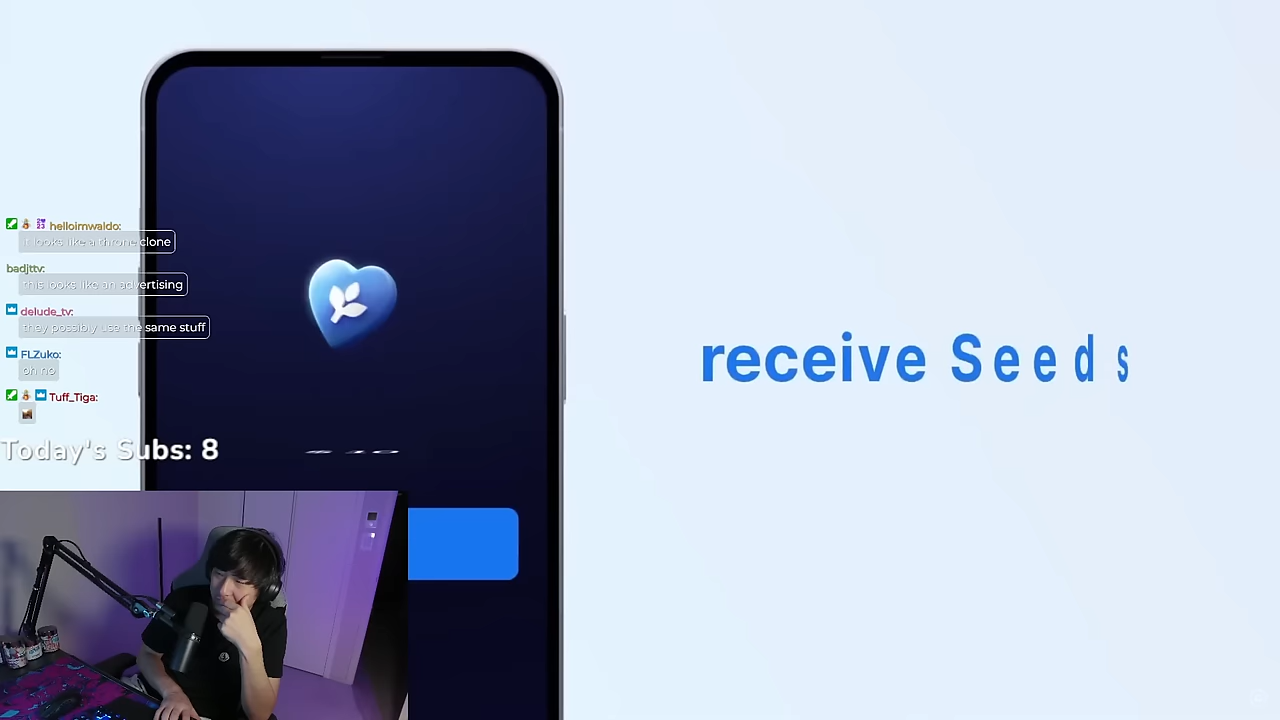 helloimwaldo:
it looks like a throne clone
badjttv:
this looks like an advertising
delude_tv:
they possibly use the same stuff
FLZuko:
oh no
Tuff_Tiga:
Today's Subs: 8
receive Seeds